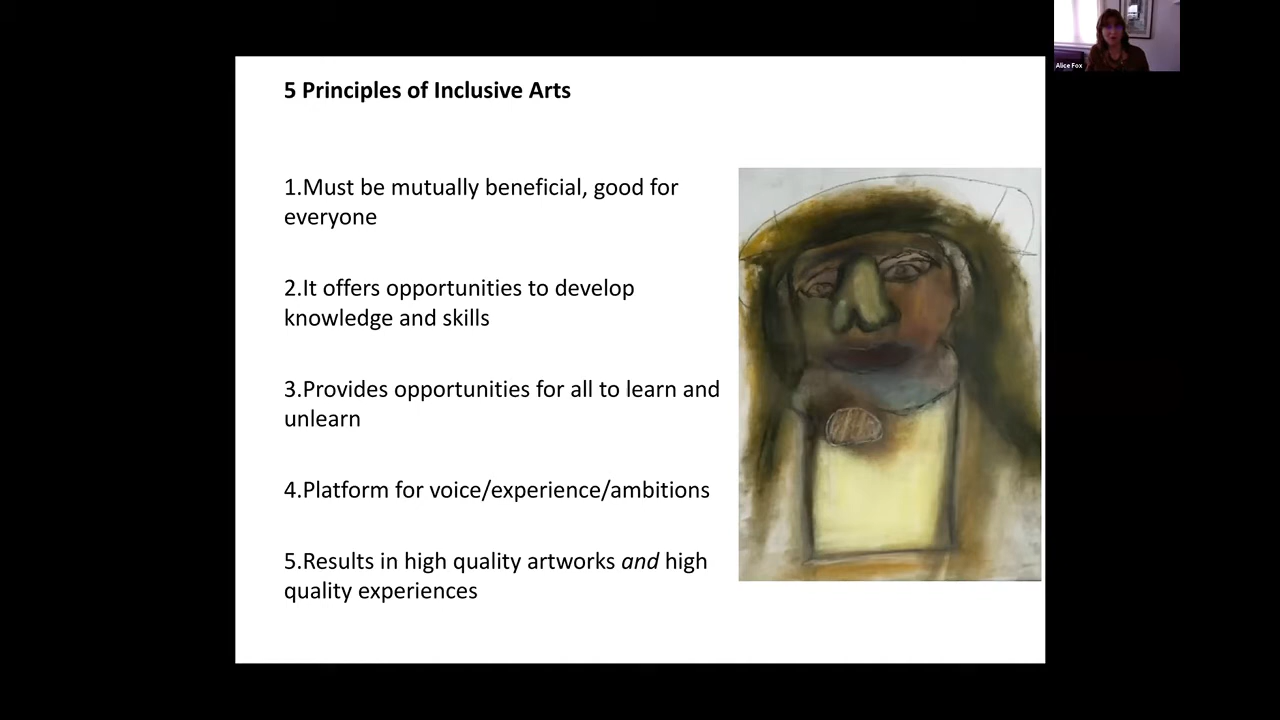 Alice Fox
5 Principles of Inclusive Arts
1.Must be mutually beneficial, good for
everyone
2.It offers opportunities to develop
knowledge and skills
3.Provides opportunities for all to learn and
unlearn
4.Platform for voice/experience/ambitions
5.Results in high quality artworks and high
quality experiences